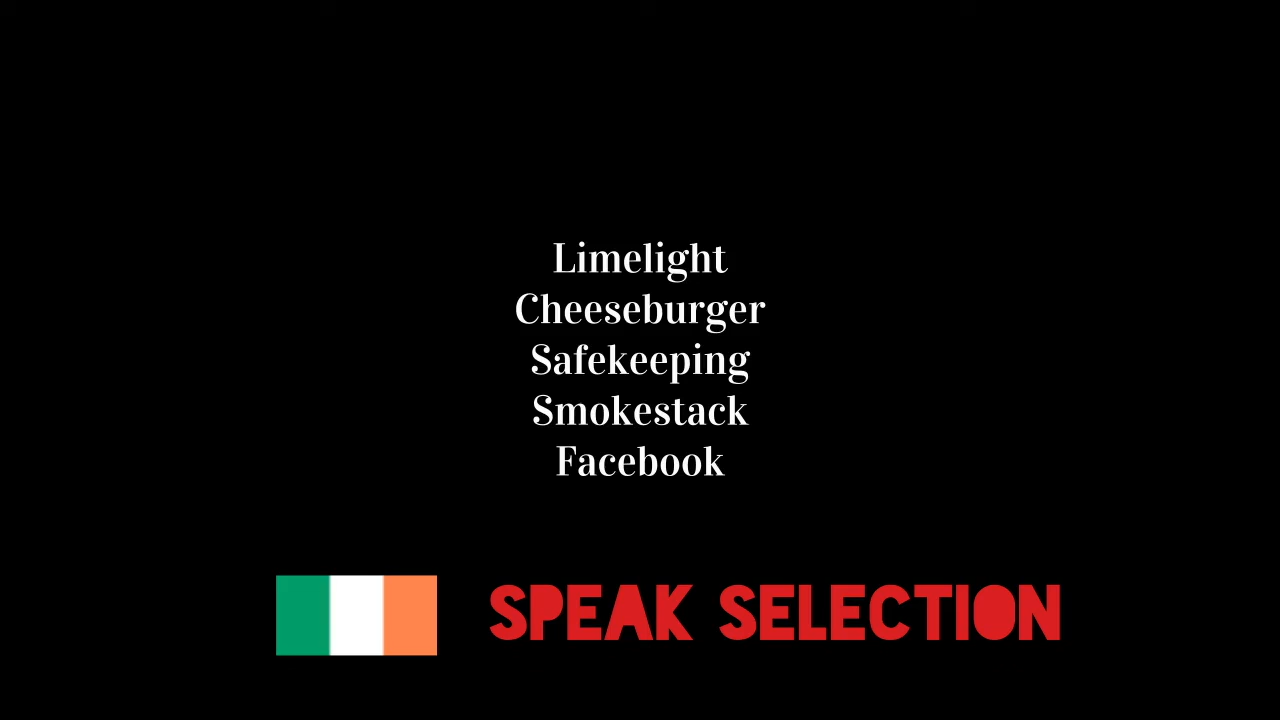 Limelight
Cheeseburger
Safekeeping
Smokestack
Facebook
SPEAK SELECTION